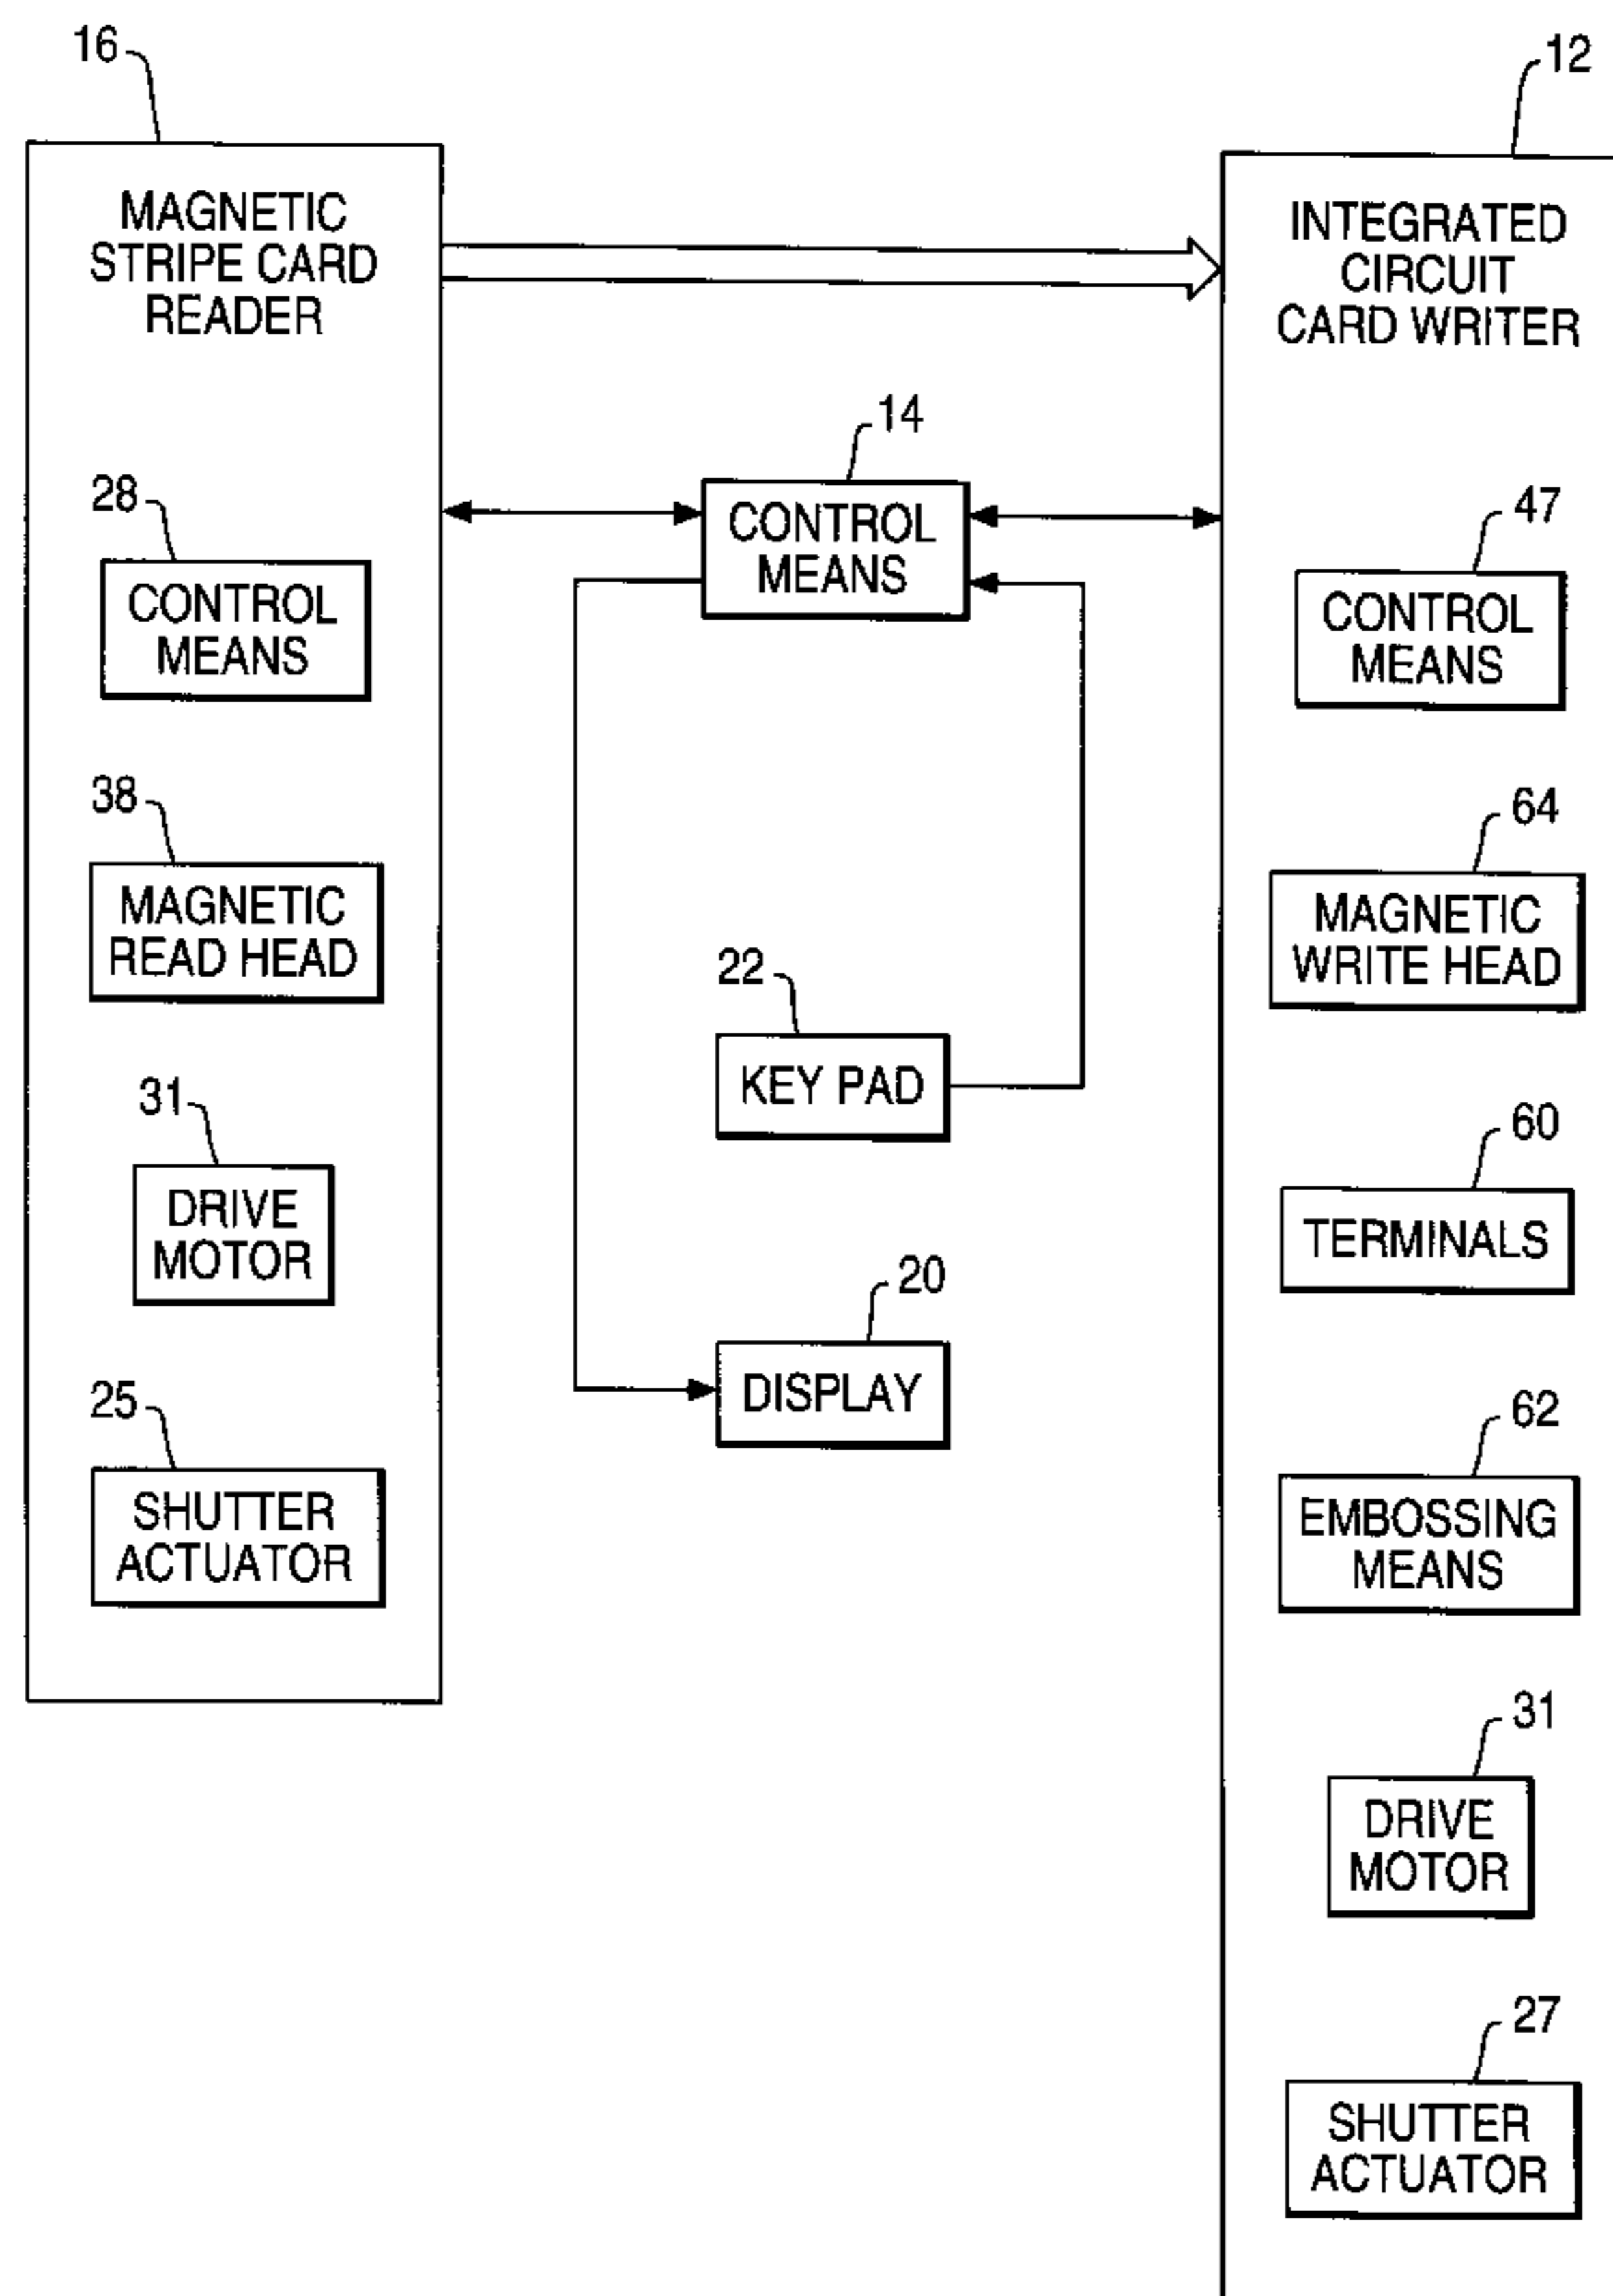 16
MAGNETIC
STRIPE CARD
READER
28
CONTROL
MEANS
38
MAGNETIC
READ HEAD
31
DRIVE
MOTOR
25
SHUTTER
ACTUATOR
14
CONTROL
MEANS
22
KEY PAD
20
DISPLAY
12
INTEGRATED
CIRCUIT
CARD WRITER
47
CONTROL
MEANS
64
MAGNETIC
WRITE HEAD
60
TERMINALS
62
EMBOSSING
MEANS
31
DRIVE
MOTOR
27
SHUTTER
ACTUATOR